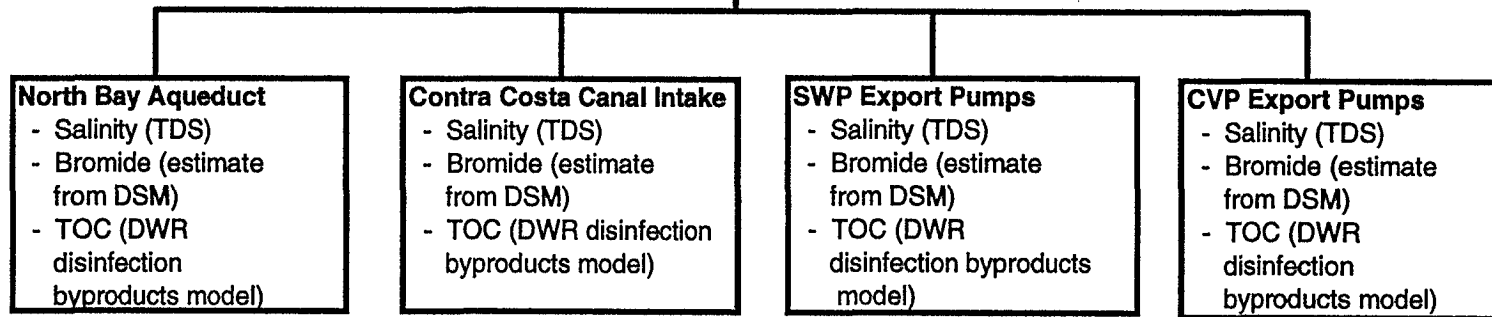 North Bay Aqueduct
- Salinity (TDS)
- Bromide (estimate
from DSM)
- TOC (DWR
disinfection
byproducts model)
Contra Costa Canal Intake
- Salinity (TDS)
- Bromide (estimate
from DSM)
- TOC (DWR disinfection
byproducts model)
SWP Export Pumps
- Salinity (TDS)
- Bromide (estimate
from DSM)
- TOC (DWR
disinfection byproducts
model)
CVP Export Pumps
- Salinity (TDS)
- Bromide (estimate
from DSM)
- TOC (DWR
disinfection
byproducts model)